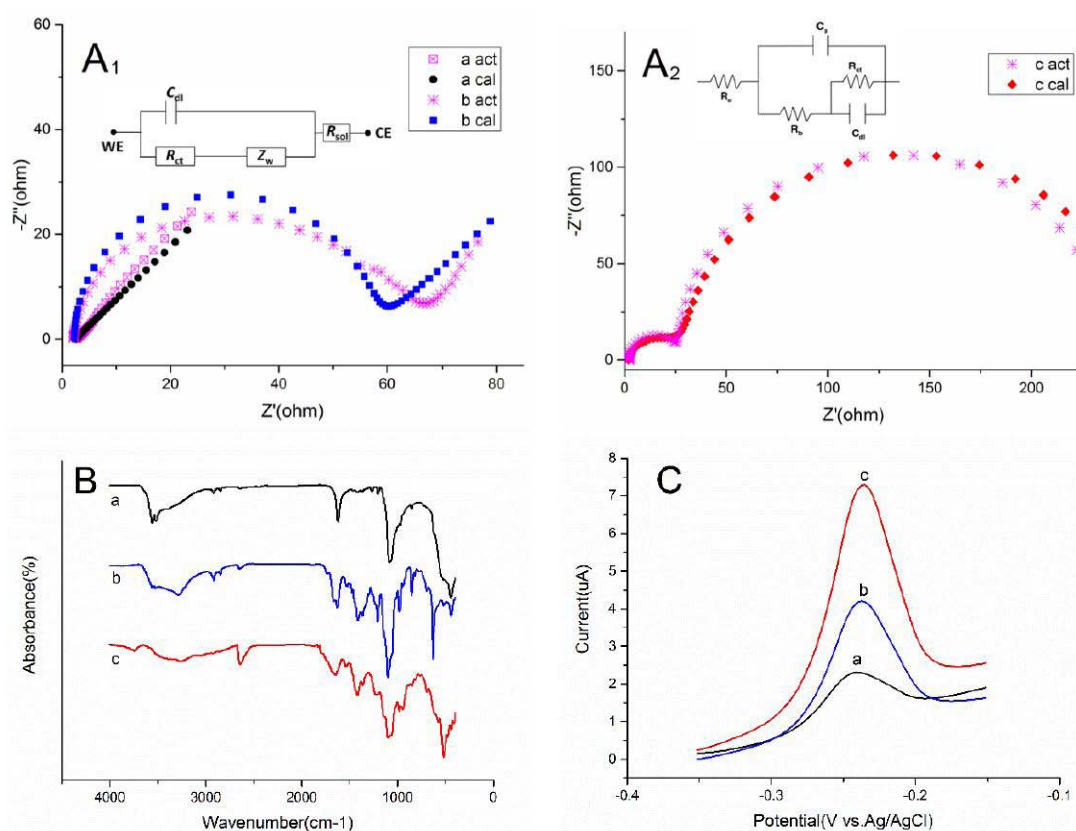 A1
60
40
20
0
-Z"(ohm)
0 20 40 60 80
Z'(ohm)
a act
a cal
b act
b cal
Cdl
WE
Rct
Zw
Rsol
CE
A2
150
100
50
0
-Z"(ohm)
0 50 100 150 200
Z'(ohm)
c act
c cal
Rct
Rb
Cdl
B
a
b
c
Absorbance(%)
4000 3000 2000 1000 0
Wavenumber(cm-1)
C
8
7
6
5
4
3
2
1
0
Current(uA)
c
b
a
-0.4 -0.3 -0.2 -0.1
Potential(V vs.Ag/AgCl)